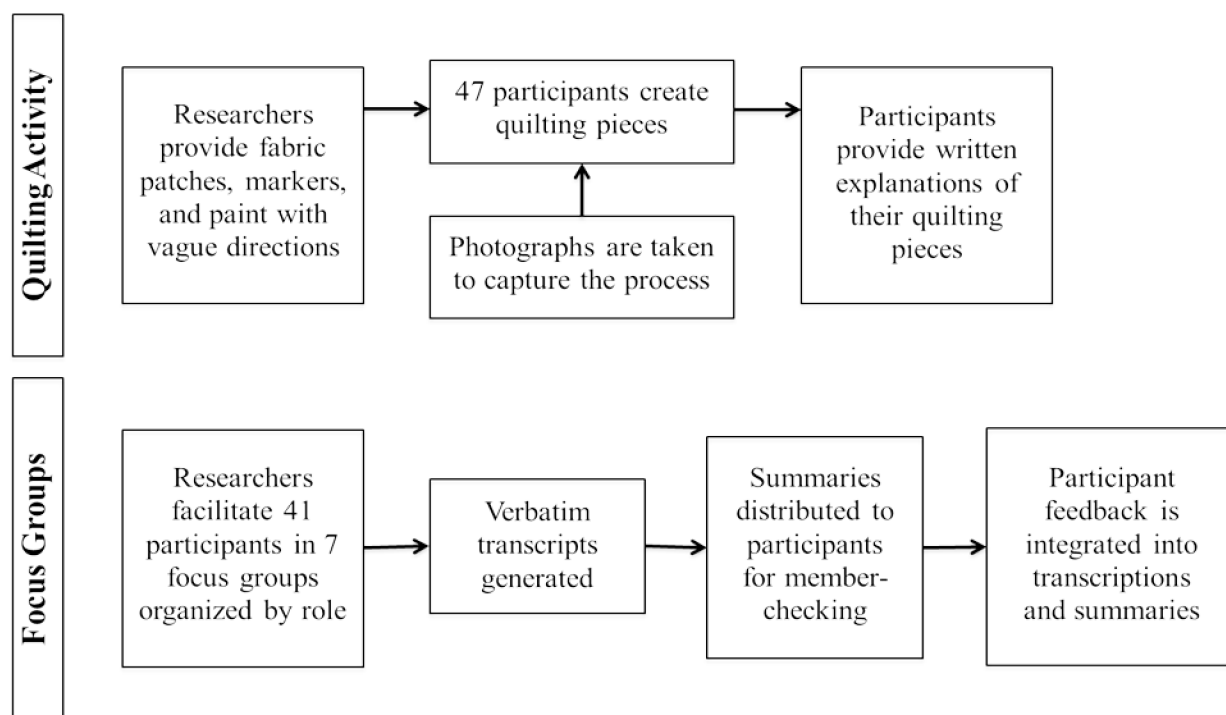 Quilting Activity
Researchers
provide fabric
patches, markers,
and paint with
vague directions
47 participants create
quilting pieces
Photographs are taken
to capture the process
Participants
provide written
explanations of
their quilting
pieces
Focus Groups
Researchers
facilitate 41
participants in 7
focus groups
organized by role
Verbatim
transcripts
generated
Summaries
distributed to
participants
for member-
checking
Participant
feedback is
integrated into
transcriptions
and summaries